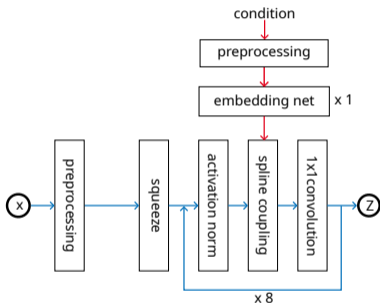 condition
preprocessing
embedding net
x 1
x
preprocessing
squeeze
activation norm
spline coupling
1x1convolution
Z
x 8